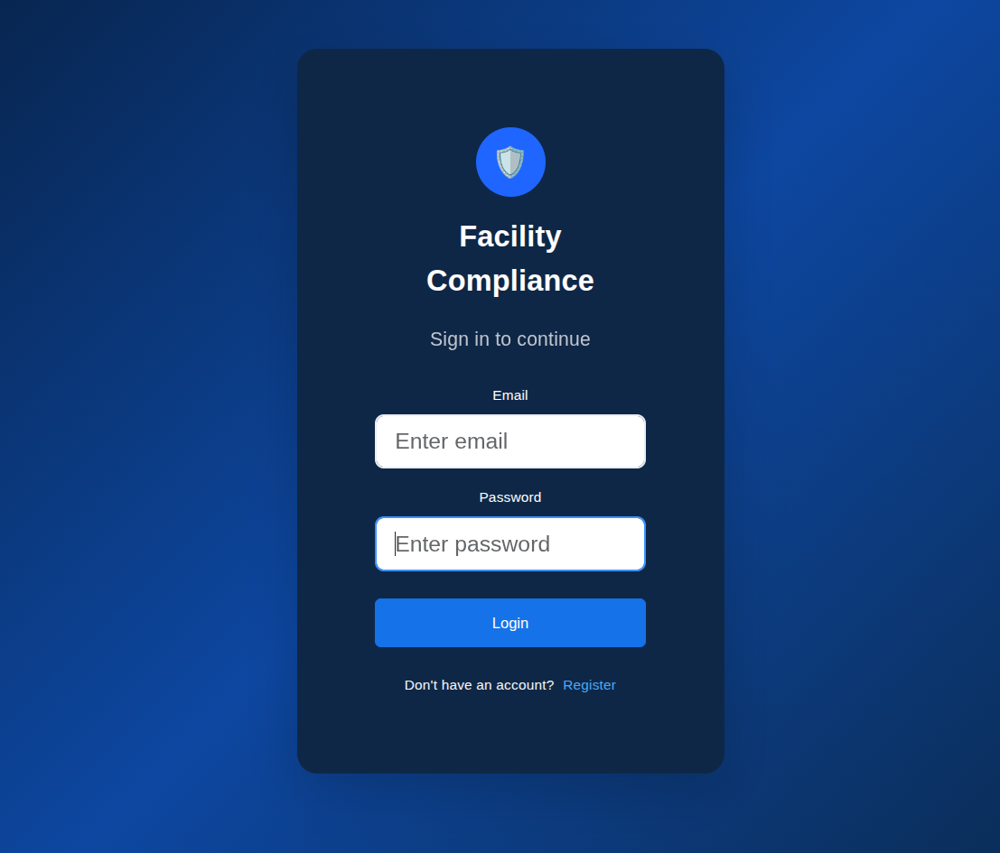 Facility
Compliance
Sign in to continue
Email
Enter email
Password
Enter password
Login
Don't have an account? Register